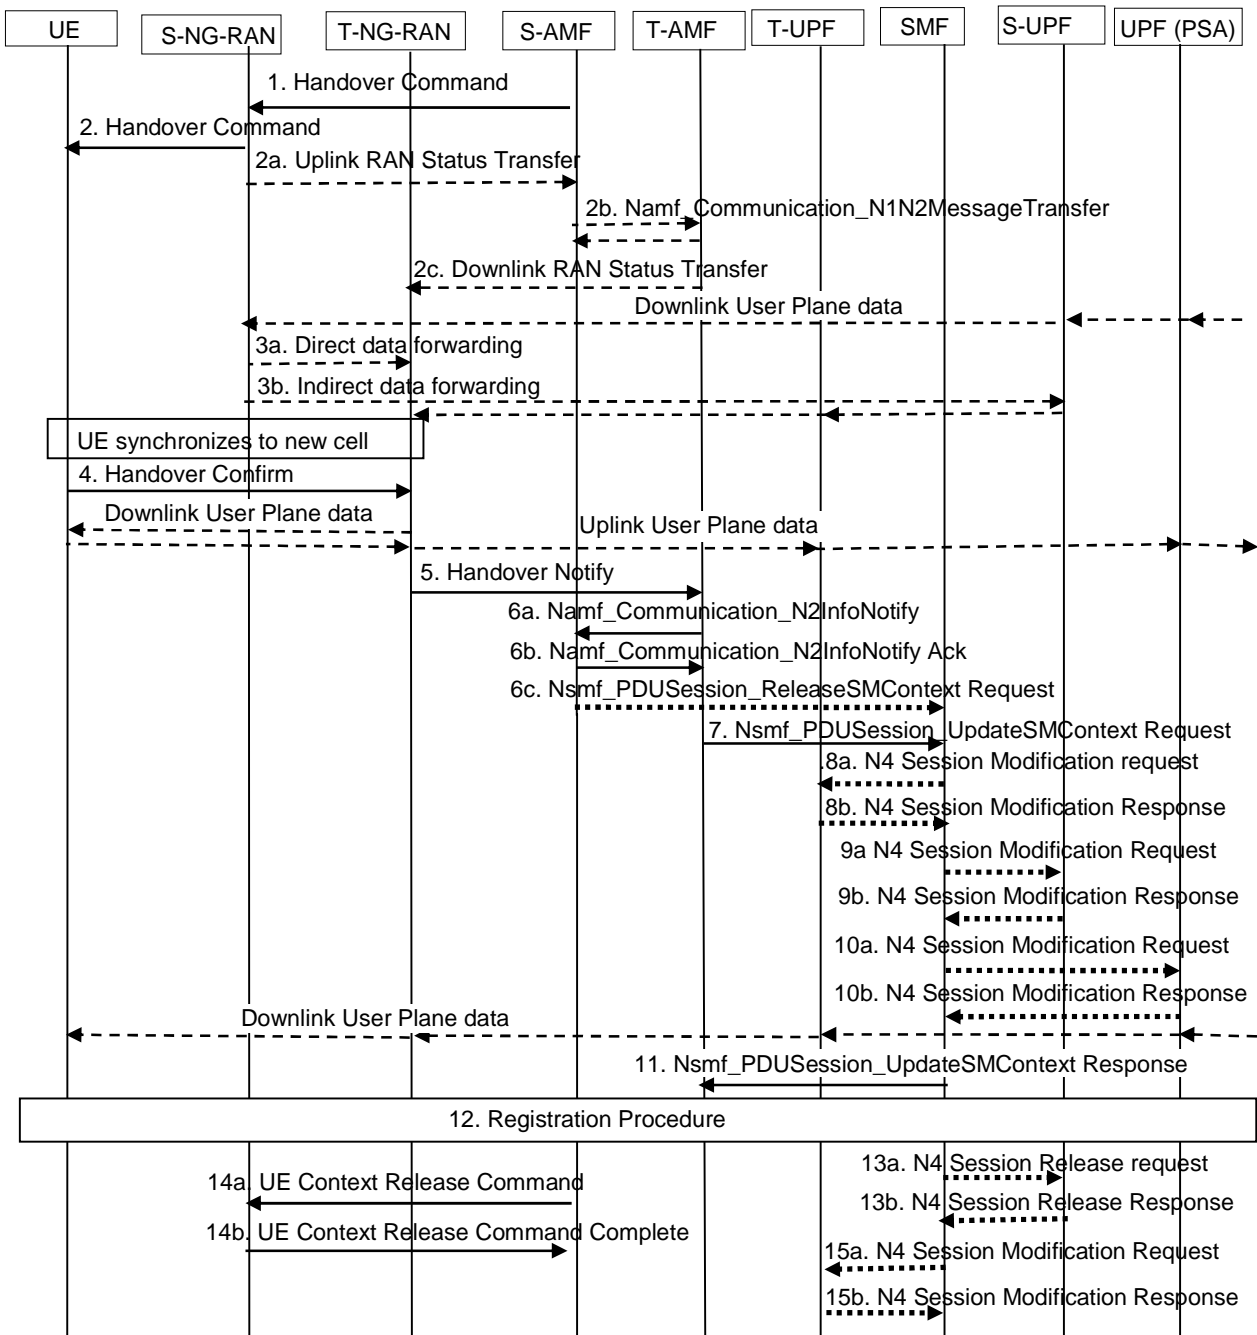 UE
S-NG-RAN
T-NG-RAN
S-AMF
T-AMF
T-UPF
SMF
S-UPF
UPF (PSA)
1. Handover Command
2. Handover Command
2a. Uplink RAN Status Transfer
2b. Namf_Communication_N1N2MessageTransfer
2c. Downlink RAN Status Transfer
Downlink User Plane data
3a. Direct data forwarding
3b. Indirect data forwarding
UE synchronizes to new cell
4. Handover Confirm
Downlink User Plane data
Uplink User Plane data
5. Handover Notify
6a. Namf_Communication_N2InfoNotify
6b. Namf_Communication_N2InfoNotify Ack
6c. Nsmf_PDUSession_ReleaseSMContext Request
7. Nsmf_PDUSession_UpdateSMContext Request
.8a. N4 Session Modification request
8b. N4 Session Modification Response
9a N4 Session Modification Request
9b. N4 Session Modification Response
10a. N4 Session Modification Request
10b. N4 Session Modification Response
Downlink User Plane data
11. Nsmf_PDUSession_UpdateSMContext Response
12. Registration Procedure
13a. N4 Session Release request
14a. UE Context Release Command
13b. N4 Session Release Response
14b. UE Context Release Command Complete
15a. N4 Session Modification Request
15b. N4 Session Modification Response